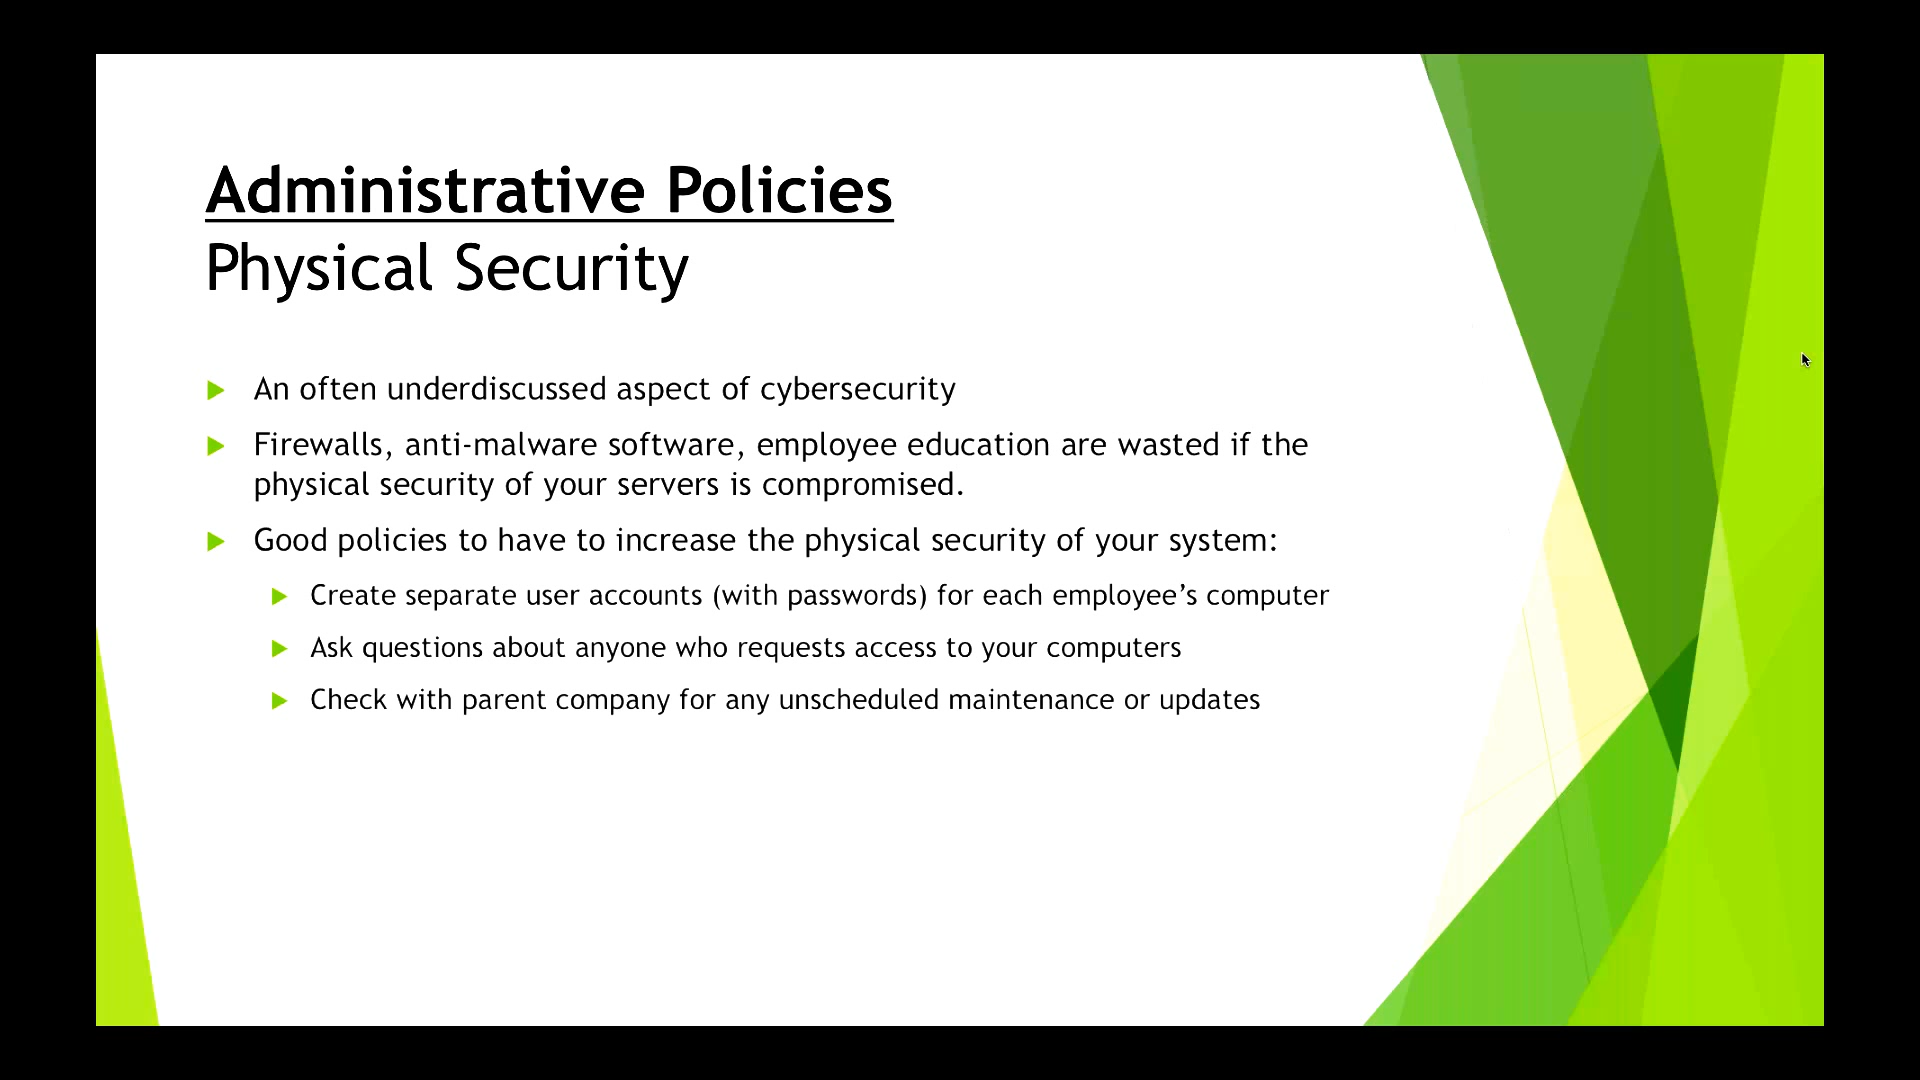 Administrative Policies
Physical Security
An often underdiscussed aspect of cybersecurity
Firewalls, anti-malware software, employee education are wasted if the
physical security of your servers is compromised.
Good policies to have to increase the physical security of your system:
Create separate user accounts (with passwords) for each employee’s computer
Ask questions about anyone who requests access to your computers
Check with parent company for any unscheduled maintenance or updates